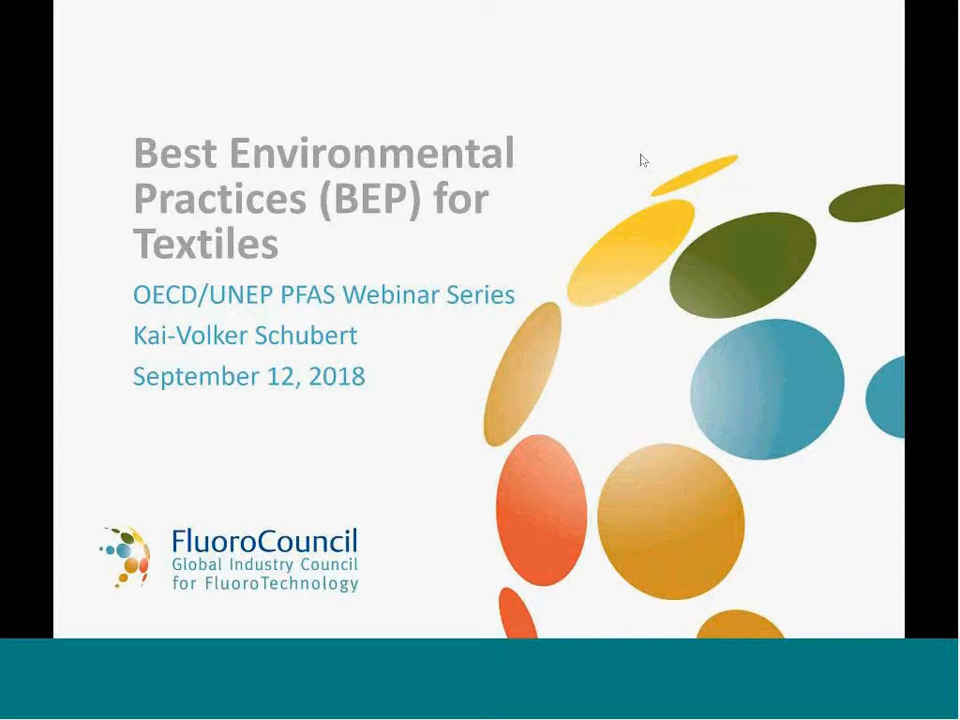 Best Environmental
Practices (BEP) for
Textiles
OECD/UNEP PFAS Webinar Series
Kai-Volker Schubert
September 12, 2018
FluoroCouncil
Global Industry Council
for FluoroTechnology